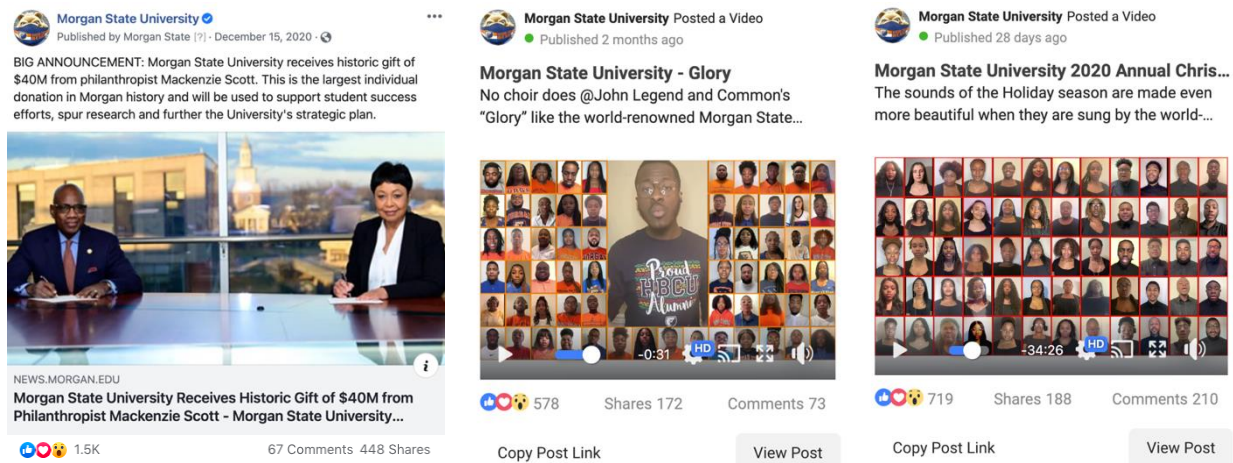 Morgan State University
Published by Morgan State [?] · December 15, 2020 ·
BIG ANNOUNCEMENT: Morgan State University receives historic gift of
$40M from philanthropist Mackenzie Scott. This is the largest individual
donation in Morgan history and will be used to support student success
efforts, spur research and further the University's strategic plan.
i
NEWS.MORGAN.EDU
Morgan State University Receives Historic Gift of $40M from
Philanthropist Mackenzie Scott - Morgan State University...
1.5K
67 Comments 448 Shares
Morgan State University Posted a Video
Published 2 months ago
Morgan State University - Glory
No choir does @John Legend and Common's
“Glory” like the world-renowned Morgan State...
Proud
HBCU
Alumni
-0:31
HD
578
Shares 172
Comments 73
Copy Post Link
View Post
Morgan State University Posted a Video
Published 28 days ago
Morgan State University 2020 Annual Chris...
The sounds of the Holiday season are made even
more beautiful when they are sung by the world-...
-34:26
HD
719
Shares 188
Comments 210
Copy Post Link
View Post